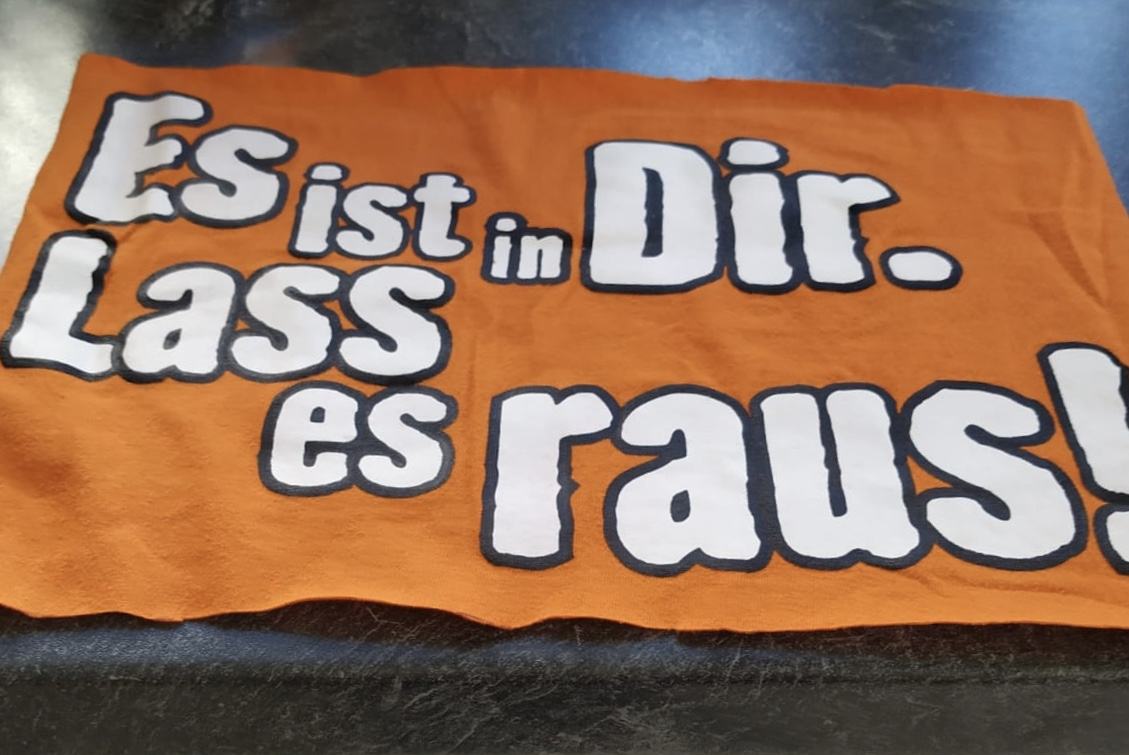 Es ist in Dir.
Lass
es raus!